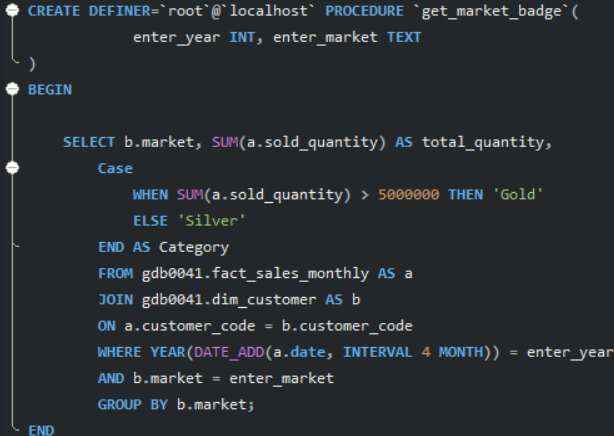 CREATE DEFINER=`root`@`localhost` PROCEDURE `get_market_badge`(
enter_year INT, enter_market TEXT
)
BEGIN
SELECT b.market, SUM(a.sold_quantity) AS total_quantity,
Case
WHEN SUM(a.sold_quantity) > 5000000 THEN 'Gold'
ELSE 'Silver'
END AS Category
FROM gdb0041.fact_sales_monthly AS a
JOIN gdb0041.dim_customer AS b
ON a.customer_code = b.customer_code
WHERE YEAR(DATE_ADD(a.date, INTERVAL 4 MONTH)) = enter_year
AND b.market = enter_market
GROUP BY b.market;
END